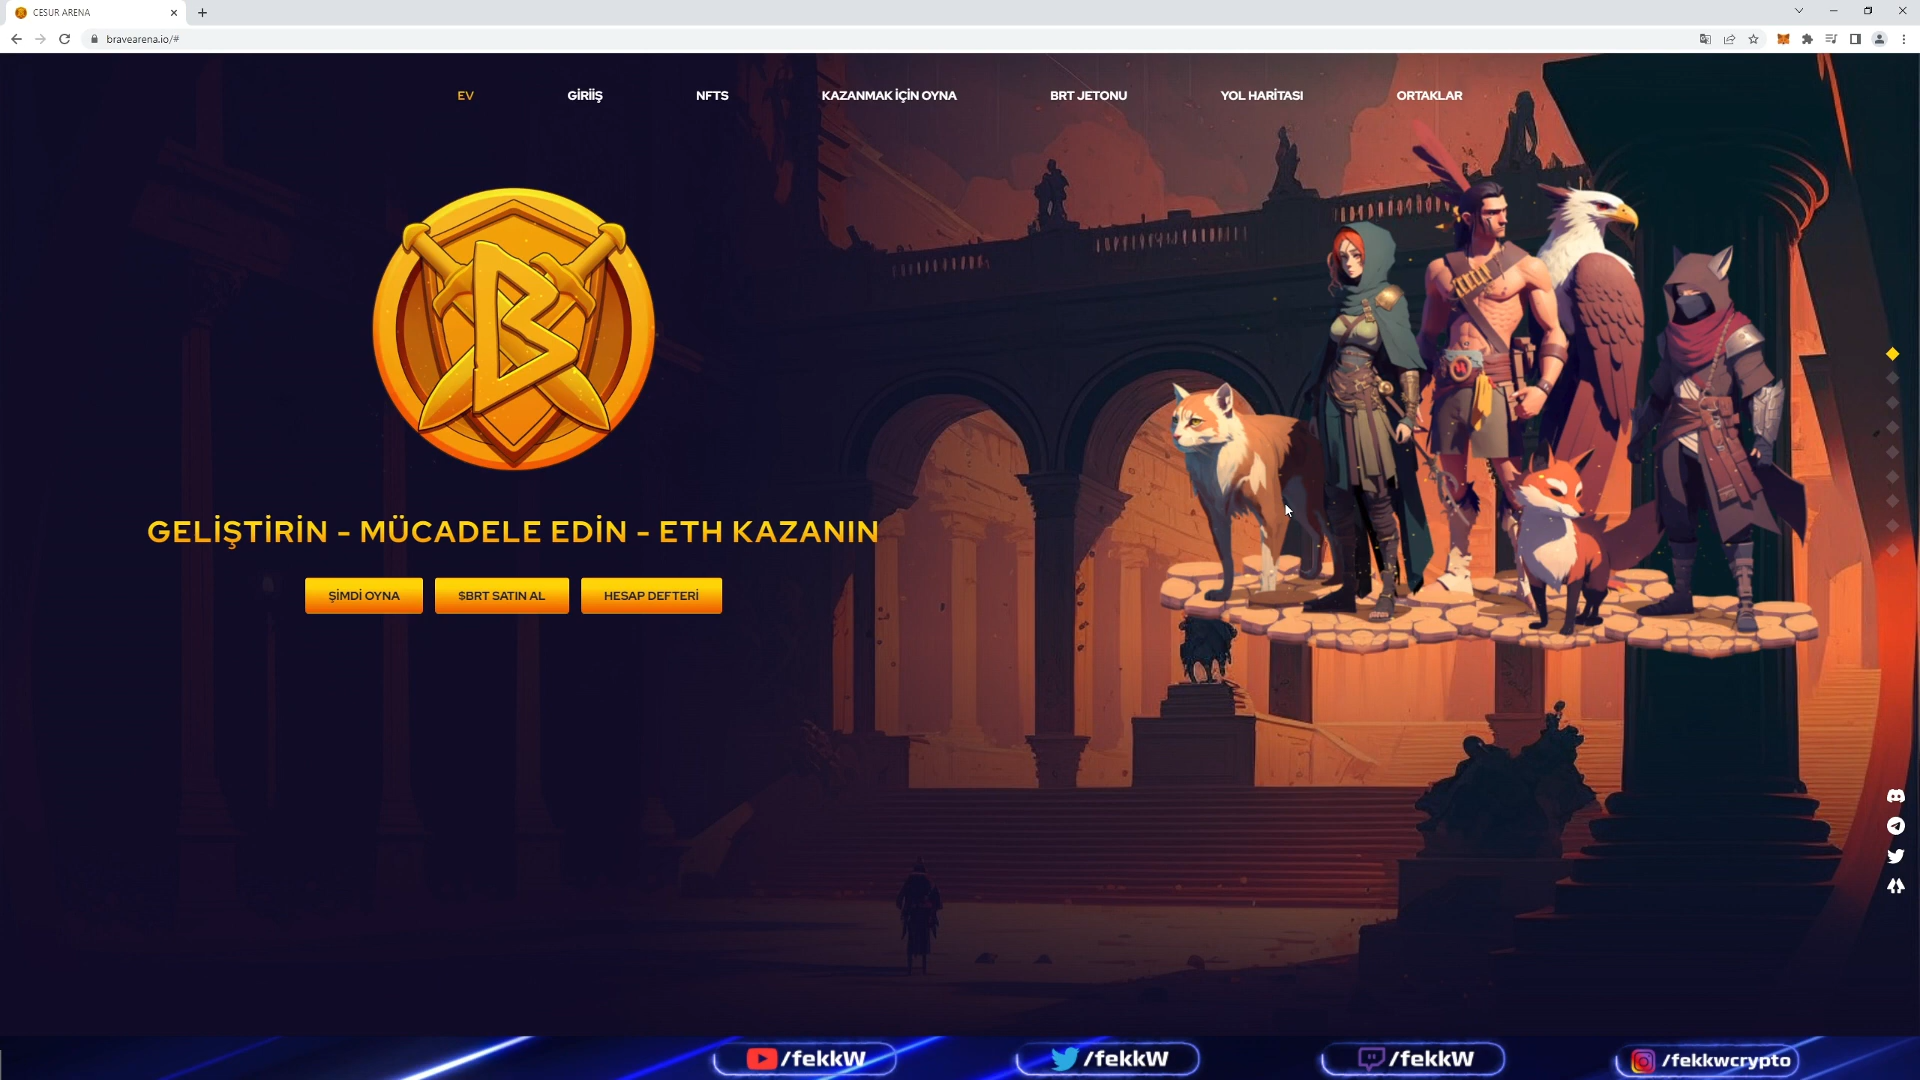 CESUR ARENA
bravearena.io/#
EV
GİRİİŞ
NFTS
KAZANMAK İÇİN OYNA
BRT JETONU
YOL HARİTASI
ORTAKLAR
B
GELİŞTİRİN - MÜCADELE EDİN - ETH KAZANIN
ŞİMDİ OYNA
$BRT SATIN AL
HESAP DEFTERİ
/fekkW
/fekkW
/fekkW
/fekkwcrypto